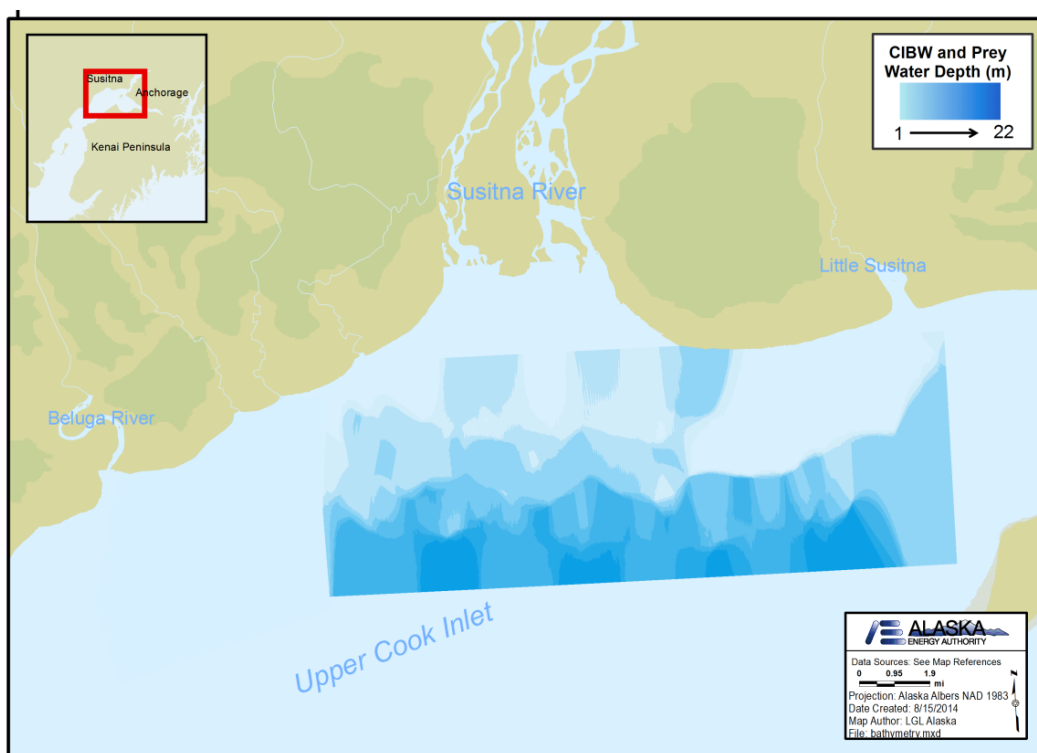 Susitna
Anchorage
Kenai Peninsula
CIBW and Prey
Water Depth (m)
1 22
Susitna River
Little Susitna
Beluga River
Upper Cook Inlet
ALASKA
ENERGY AUTHORITY
Data Sources: See Map References
0 0.95 1.9
mi
N
Projection: Alaska Albers NAD 1983
Date Created: 8/15/2014
Map Author: LGL Alaska
File: bathymetry.mxd